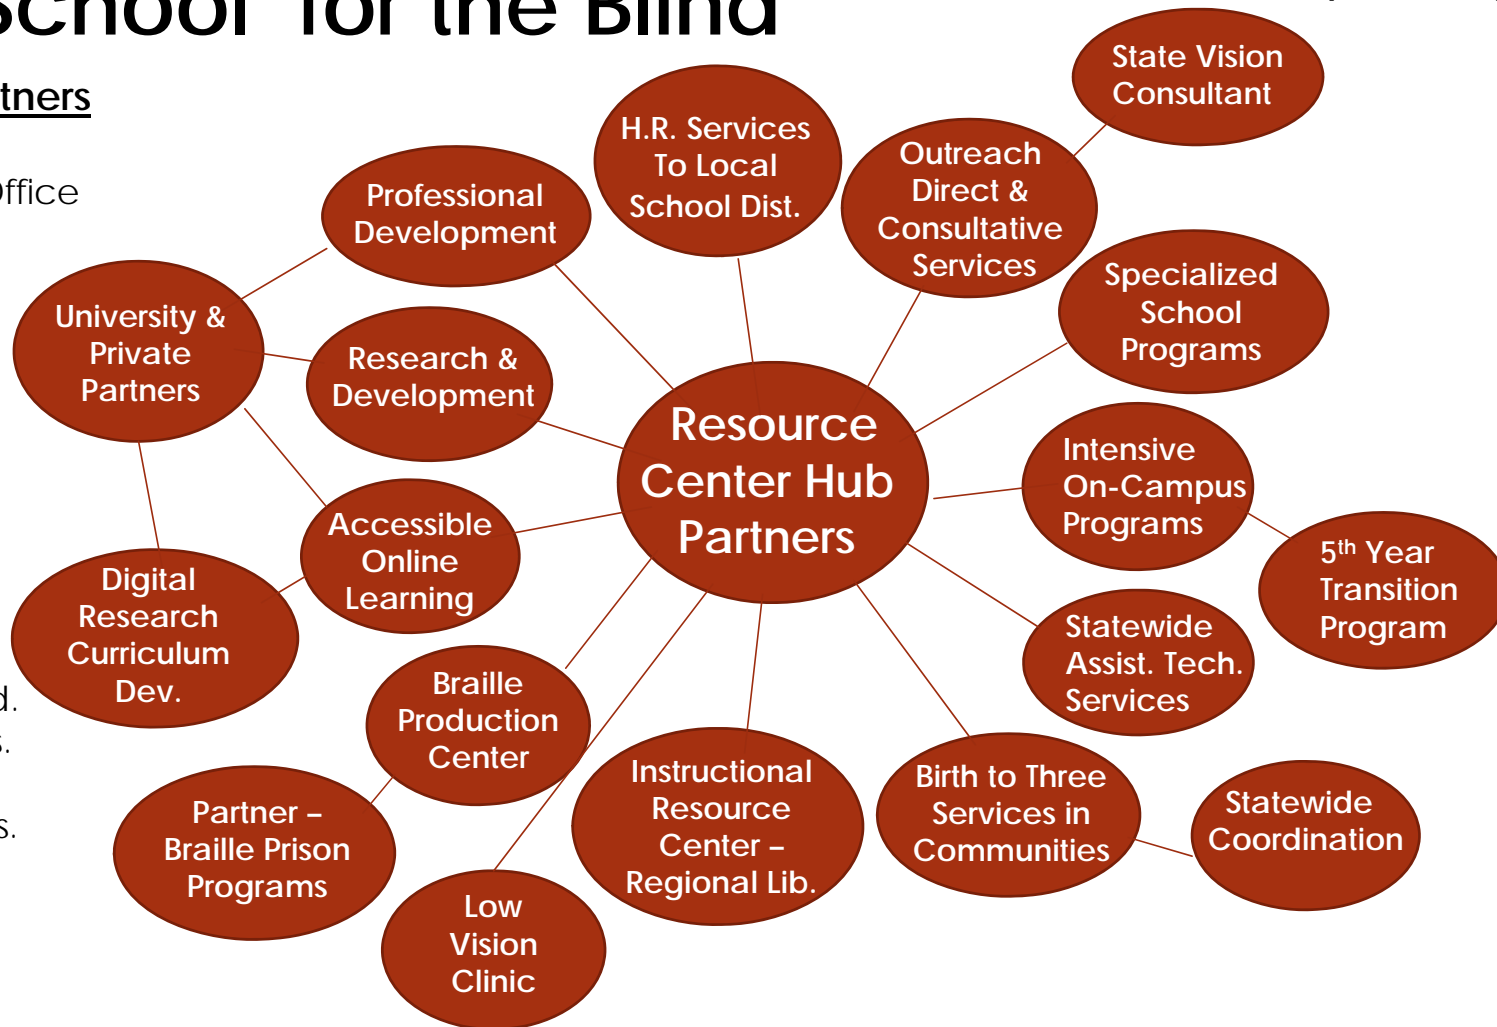 School for the Blind
tners
Office
d.
s.
s.
State Vision
Consultant
H.R. Services
To Local
School Dist.
Outreach
Direct &
Consultative
Services
Professional
Development
Specialized
School
Programs
University &
Private
Partners
Research &
Development
Resource
Center Hub
Partners
Intensive
On-Campus
Programs
5th Year
Transition
Program
Accessible
Online
Learning
Digital
Research
Curriculum
Dev.
Statewide
Assist. Tech.
Services
Braille
Production
Center
Instructional
Resource
Center –
Regional Lib.
Birth to Three
Services in
Communities
Statewide
Coordination
Partner –
Braille Prison
Programs
Low
Vision
Clinic